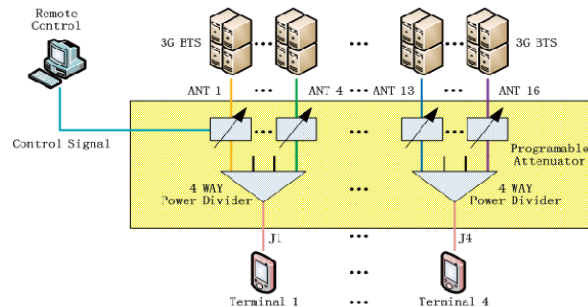 Remote
Control
3G BTS
3G BTS
ANT 1
ANT 4
ANT 13
ANT 16
Control Signal
Programable
Attenuator
4 WAY
Power Divider
4 WAY
Power Divider
J1
J4
Terminal 1
Terminal 4